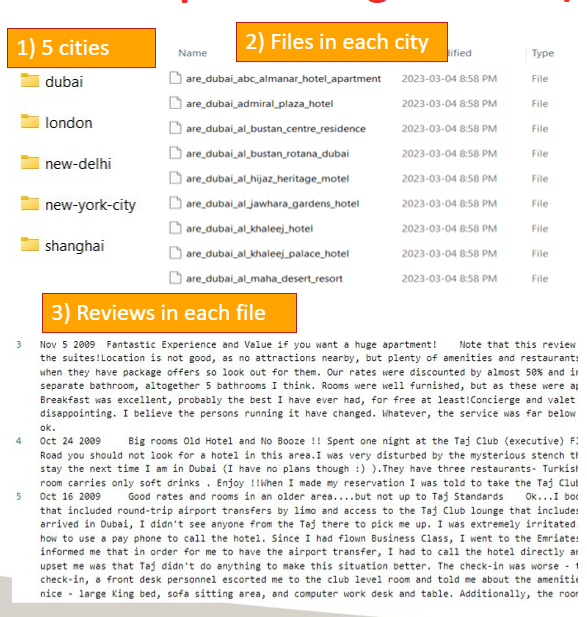 1) 5 cities
dubai
london
new-delhi
new-york-city
shanghai
2) Files in each city
Name Type
are_dubai_abc_almanar_hotel_apartment 2023-03-04 8:58 PM File
are_dubai_admiral_plaza_hotel 2023-03-04 8:58 PM File
are_dubai_al_bustan_centre_residence 2023-03-04 8:58 PM File
are_dubai_al_bustan_rotana_dubai 2023-03-04 8:58 PM File
are_dubai_al_hijaz_heritage_motel 2023-03-04 8:58 PM File
are_dubai_al_jawhara_gardens_hotel 2023-03-04 8:58 PM File
are_dubai_al_khaleej_hotel 2023-03-04 8:58 PM File
are_dubai_al_khaleej_palace_hotel 2023-03-04 8:58 PM File
are_dubai_al_maha_desert_resort 2023-03-04 8:58 PM File
3) Reviews in each file
3 Nov 5 2009 Fantastic Experience and Value if you want a huge apartment! Note that this review
the suites!Location is not good, as no attractions nearby, but plenty of amenities and restaurants
when they have package offers so look out for them. Our rates were discounted by almost 50% and in
separate bathroom, altogether 5 bathrooms I think. Rooms were well furnished, but as these were ap
Breakfast was excellent, probably the best I have ever had, for free at least!Concierge and valet
disappointing. I believe the persons running it have changed. Whatever, the service was far below
ok.
4 Oct 24 2009 Big rooms Old Hotel and No Booze !! Spent one night at the Taj Club (executive) Fl
Road you should not look for a hotel in this area.I was very disturbed by the mysterious stench th
stay the next time I am in Dubai (I have no plans though :) ).They have three restaurants- Turkish
room carries only soft drinks . Enjoy !!When I made my reservation I was told to take the Taj Clu
5 Oct 16 2009 Good rates and rooms in an older area....but not up to Taj Standards Ok...I boo
that included round-trip airport transfers by limo and access to the Taj Club lounge that includes
arrived in Dubai, I didn't see anyone from the Taj there to pick me up. I was extremely irritated.
how to use a pay phone to call the hotel. Since I had flown Business Class, I went to the Emriates
informed me that in order for me to have the airport transfer, I had to call the hotel directly an
upset me was that Taj didn't do anything to make this situation better. The check-in was worse - t
check-in, a front desk personnel escorted me to the club level room and told me about the amenitie
nice - large King bed, sofa sitting area, and computer work desk and table. Additionally, the room